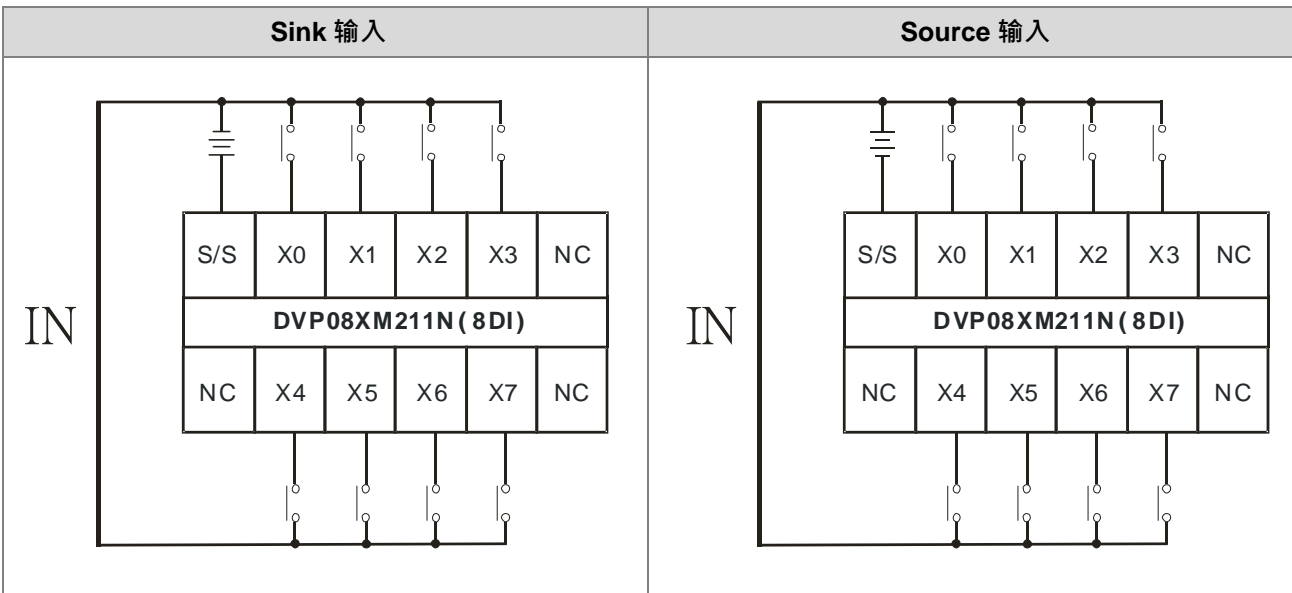 Sink 输入 Source 输入
S/S X0 X1 X2 X3 NC
IN DVP08XM211N(8DI)
NC X4 X5 X6 X7 NC
S/S X0 X1 X2 X3 NC
IN DVP08XM211N(8DI)
NC X4 X5 X6 X7 NC